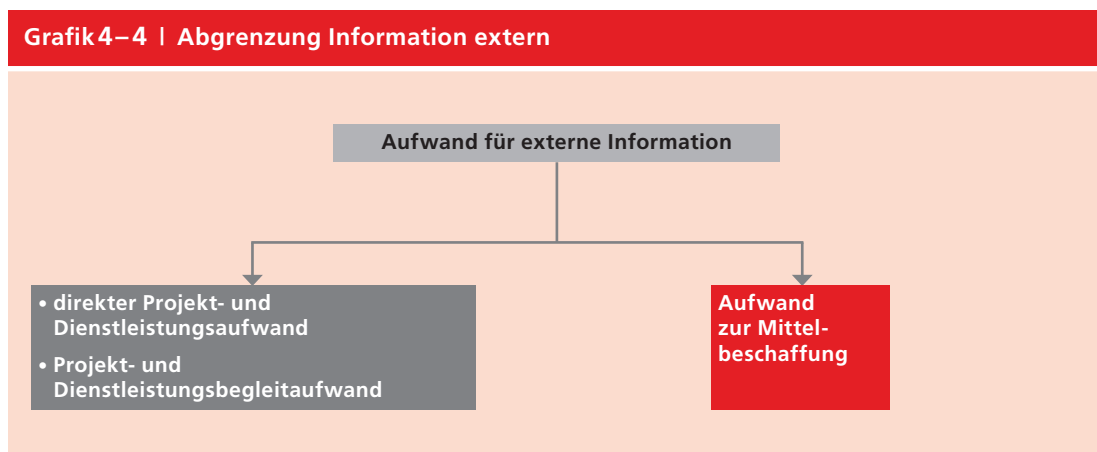 Grafik 4–4 | Abgrenzung Information extern
Aufwand für externe Information
• direkter Projekt- und
Dienstleistungsaufwand
• Projekt- und
Dienstleistungsbegleitaufwand
Aufwand
zur Mittel-
beschaffung